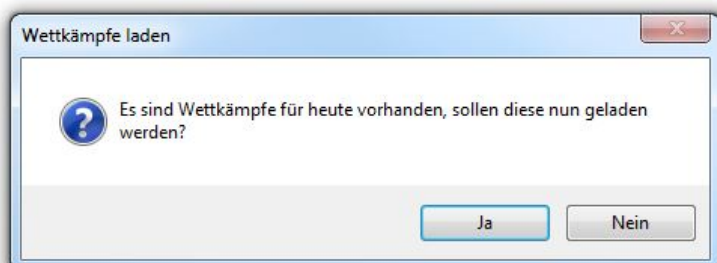 Wettkämpfe laden
Es sind Wettkämpfe für heute vorhanden, sollen diese nun geladen
werden?
Ja
Nein